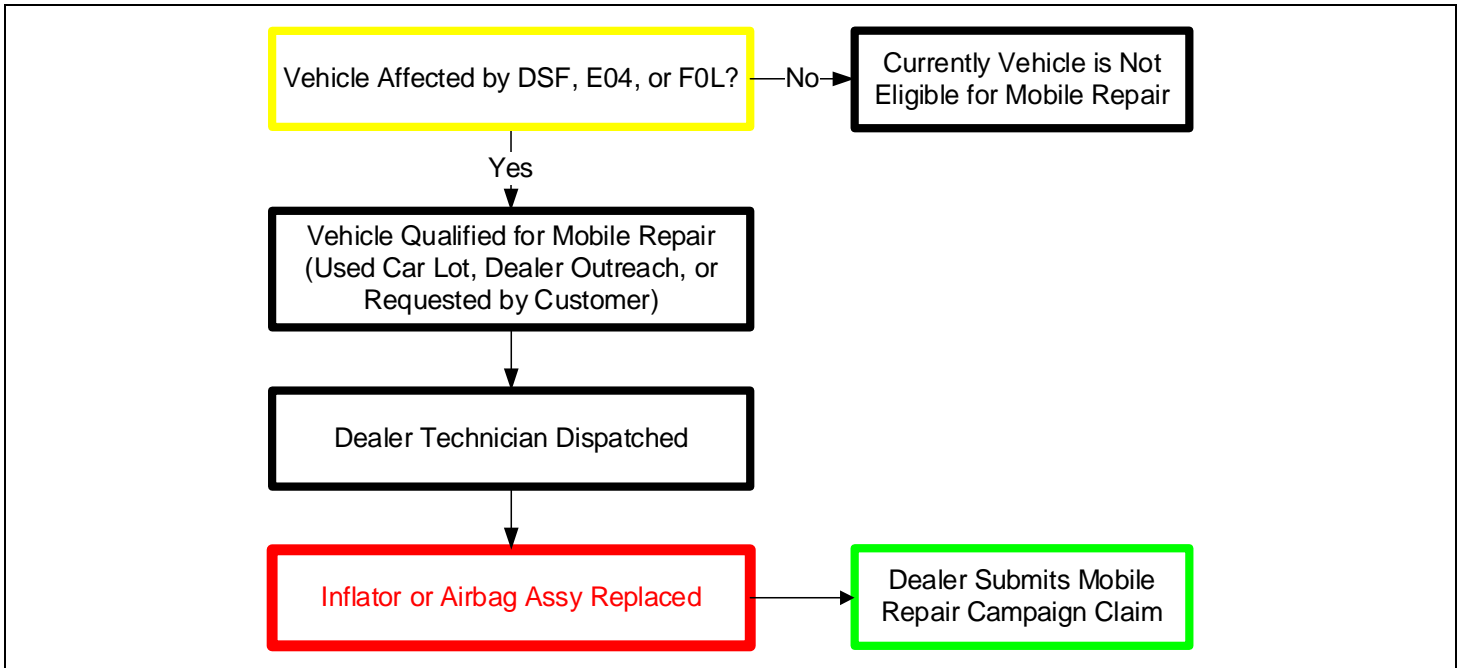 Vehicle Affected by DSF, E04, or F0L?
No
Currently Vehicle is Not
Eligible for Mobile Repair
Yes
Vehicle Qualified for Mobile Repair
(Used Car Lot, Dealer Outreach, or
Requested by Customer)
Dealer Technician Dispatched
Inflator or Airbag Assy Replaced
Dealer Submits Mobile
Repair Campaign Claim